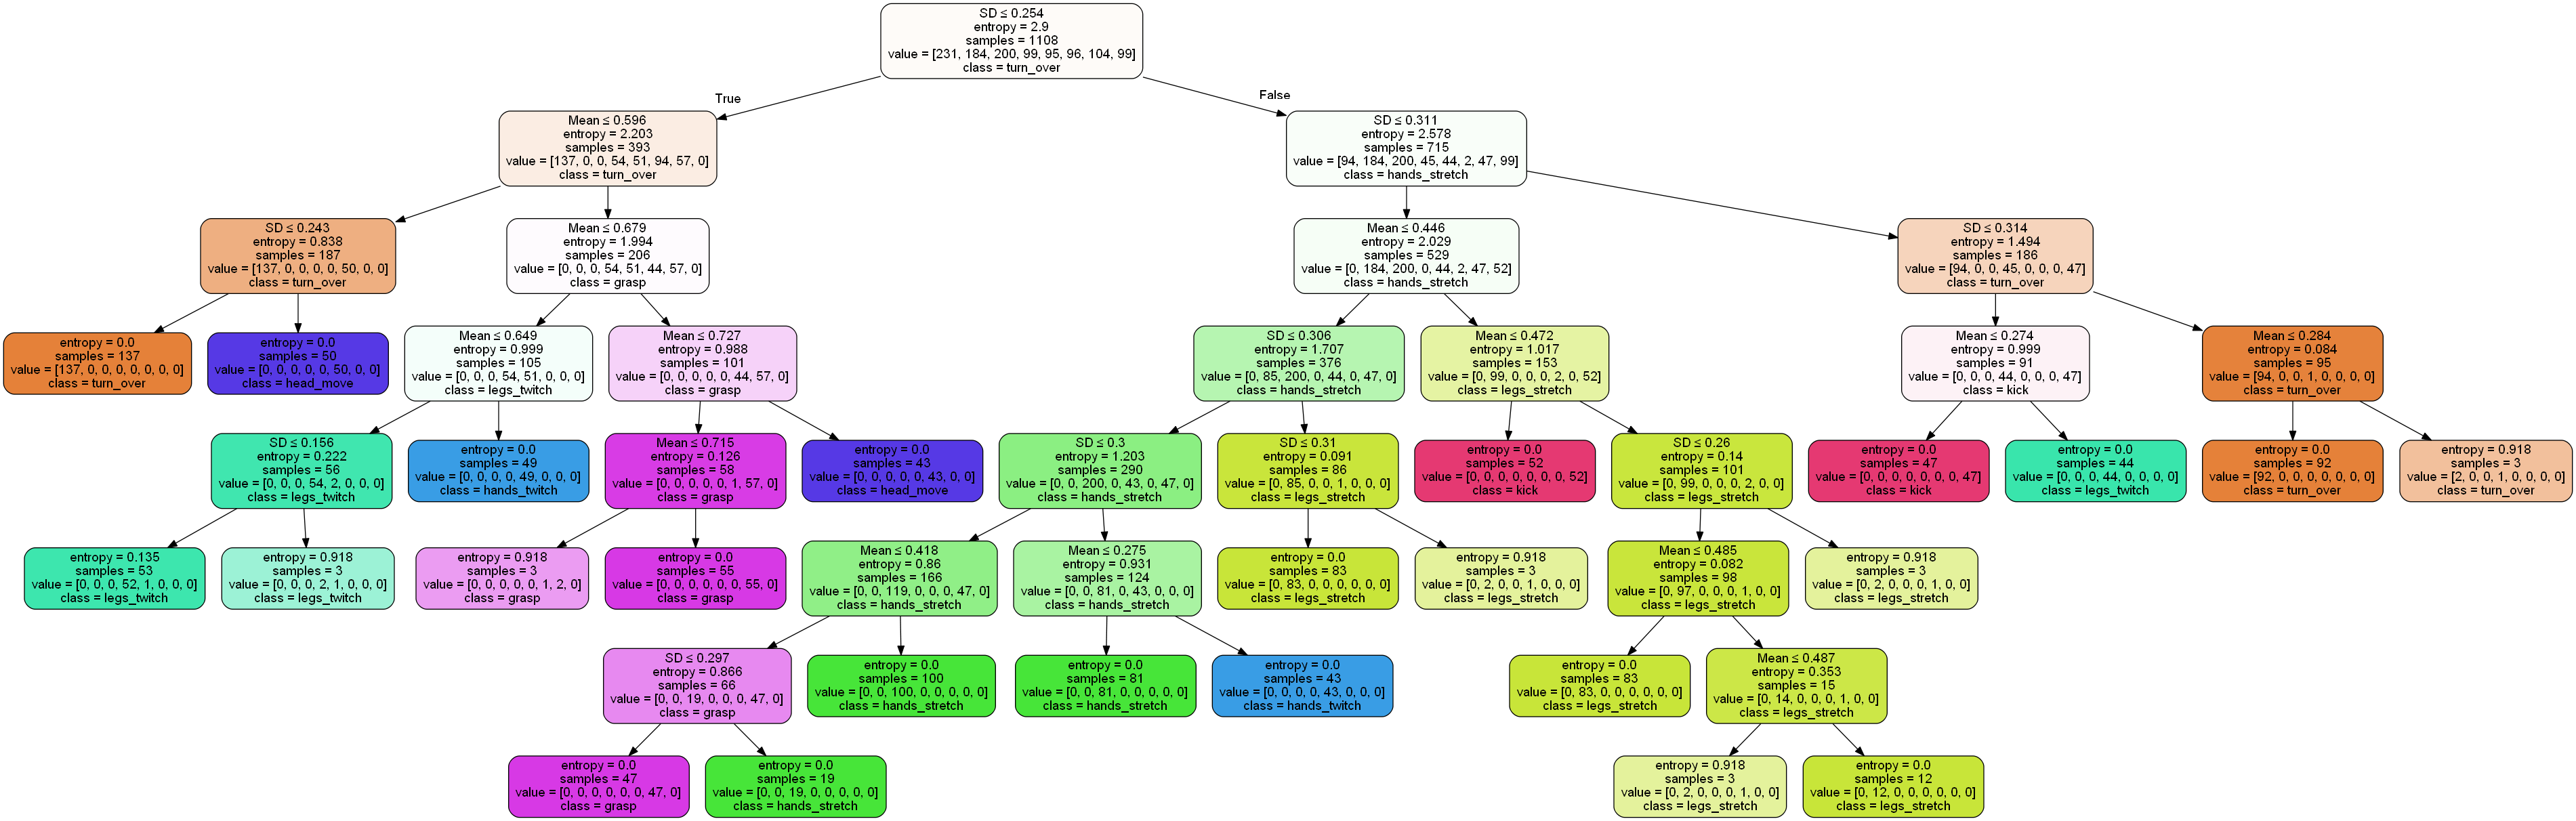 SD ≤ 0.254
entropy = 2.9
samples = 1108
value = [231, 184, 200, 99, 95, 96, 104, 99]
class = turn_over
True
False
Mean ≤ 0.596
entropy = 2.203
samples = 393
value = [137, 0, 0, 54, 51, 94, 57, 0]
class = turn_over
SD ≤ 0.311
entropy = 2.578
samples = 715
value = [94, 184, 200, 45, 44, 2, 47, 99]
class = hands_stretch
SD ≤ 0.243
entropy = 0.838
samples = 187
value = [137, 0, 0, 0, 0, 50, 0, 0]
class = turn_over
Mean ≤ 0.679
entropy = 1.994
samples = 206
value = [0, 0, 0, 54, 51, 44, 57, 0]
class = grasp
Mean ≤ 0.446
entropy = 2.029
samples = 529
value = [0, 184, 200, 0, 44, 2, 47, 52]
class = hands_stretch
SD ≤ 0.314
entropy = 1.494
samples = 186
value = [94, 0, 0, 45, 0, 0, 0, 47]
class = turn_over
entropy = 0.0
samples = 137
value = [137, 0, 0, 0, 0, 0, 0, 0]
class = turn_over
entropy = 0.0
samples = 50
value = [0, 0, 0, 0, 0, 50, 0, 0]
class = head_move
Mean ≤ 0.649
entropy = 0.999
samples = 105
value = [0, 0, 0, 54, 51, 0, 0, 0]
class = legs_twitch
Mean ≤ 0.727
entropy = 0.988
samples = 101
value = [0, 0, 0, 0, 0, 44, 57, 0]
class = grasp
SD ≤ 0.306
entropy = 1.707
samples = 376
value = [0, 85, 200, 0, 44, 0, 47, 0]
class = hands_stretch
Mean ≤ 0.472
entropy = 1.017
samples = 153
value = [0, 99, 0, 0, 0, 2, 0, 52]
class = legs_stretch
Mean ≤ 0.274
entropy = 0.999
samples = 91
value = [0, 0, 0, 44, 0, 0, 0, 47]
class = kick
Mean ≤ 0.284
entropy = 0.084
samples = 95
value = [94, 0, 0, 1, 0, 0, 0, 0]
class = turn_over
SD ≤ 0.156
entropy = 0.222
samples = 56
value = [0, 0, 0, 54, 2, 0, 0, 0]
class = legs_twitch
entropy = 0.0
samples = 49
value = [0, 0, 0, 0, 49, 0, 0, 0]
class = hands_twitch
Mean ≤ 0.715
entropy = 0.126
samples = 58
value = [0, 0, 0, 0, 0, 1, 57, 0]
class = grasp
entropy = 0.0
samples = 43
value = [0, 0, 0, 0, 0, 43, 0, 0]
class = head_move
SD ≤ 0.3
entropy = 1.203
samples = 290
value = [0, 0, 200, 0, 43, 0, 47, 0]
class = hands_stretch
SD ≤ 0.31
entropy = 0.091
samples = 86
value = [0, 85, 0, 0, 1, 0, 0, 0]
class = legs_stretch
entropy = 0.0
samples = 52
value = [0, 0, 0, 0, 0, 0, 0, 52]
class = kick
SD ≤ 0.26
entropy = 0.14
samples = 101
value = [0, 99, 0, 0, 0, 2, 0, 0]
class = legs_stretch
entropy = 0.0
samples = 47
value = [0, 0, 0, 0, 0, 0, 0, 47]
class = kick
entropy = 0.0
samples = 44
value = [0, 0, 0, 44, 0, 0, 0, 0]
class = legs_twitch
entropy = 0.0
samples = 92
value = [92, 0, 0, 0, 0, 0, 0, 0]
class = turn_over
entropy = 0.918
samples = 3
value = [2, 0, 0, 1, 0, 0, 0, 0]
class = turn_over
entropy = 0.135
samples = 53
value = [0, 0, 0, 52, 1, 0, 0, 0]
class = legs_twitch
entropy = 0.918
samples = 3
value = [0, 0, 0, 2, 1, 0, 0, 0]
class = legs_twitch
entropy = 0.918
samples = 3
value = [0, 0, 0, 0, 0, 1, 2, 0]
class = grasp
entropy = 0.0
samples = 55
value = [0, 0, 0, 0, 0, 0, 55, 0]
class = grasp
Mean ≤ 0.418
entropy = 0.86
samples = 166
value = [0, 0, 119, 0, 0, 0, 47, 0]
class = hands_stretch
Mean ≤ 0.275
entropy = 0.931
samples = 124
value = [0, 0, 81, 0, 43, 0, 0, 0]
class = hands_stretch
entropy = 0.0
samples = 83
value = [0, 83, 0, 0, 0, 0, 0, 0]
class = legs_stretch
entropy = 0.918
samples = 3
value = [0, 2, 0, 0, 1, 0, 0, 0]
class = legs_stretch
Mean ≤ 0.485
entropy = 0.082
samples = 98
value = [0, 97, 0, 0, 0, 1, 0, 0]
class = legs_stretch
entropy = 0.918
samples = 3
value = [0, 2, 0, 0, 0, 1, 0, 0]
class = legs_stretch
SD ≤ 0.297
entropy = 0.866
samples = 66
value = [0, 0, 19, 0, 0, 0, 47, 0]
class = grasp
entropy = 0.0
samples = 100
value = [0, 0, 100, 0, 0, 0, 0, 0]
class = hands_stretch
entropy = 0.0
samples = 81
value = [0, 0, 81, 0, 0, 0, 0, 0]
class = hands_stretch
entropy = 0.0
samples = 43
value = [0, 0, 0, 0, 43, 0, 0, 0]
class = hands_twitch
entropy = 0.0
samples = 83
value = [0, 83, 0, 0, 0, 0, 0, 0]
class = legs_stretch
Mean ≤ 0.487
entropy = 0.353
samples = 15
value = [0, 14, 0, 0, 0, 1, 0, 0]
class = legs_stretch
entropy = 0.0
samples = 47
value = [0, 0, 0, 0, 0, 0, 47, 0]
class = grasp
entropy = 0.0
samples = 19
value = [0, 0, 19, 0, 0, 0, 0, 0]
class = hands_stretch
entropy = 0.918
samples = 3
value = [0, 2, 0, 0, 0, 1, 0, 0]
class = legs_stretch
entropy = 0.0
samples = 12
value = [0, 12, 0, 0, 0, 0, 0, 0]
class = legs_stretch